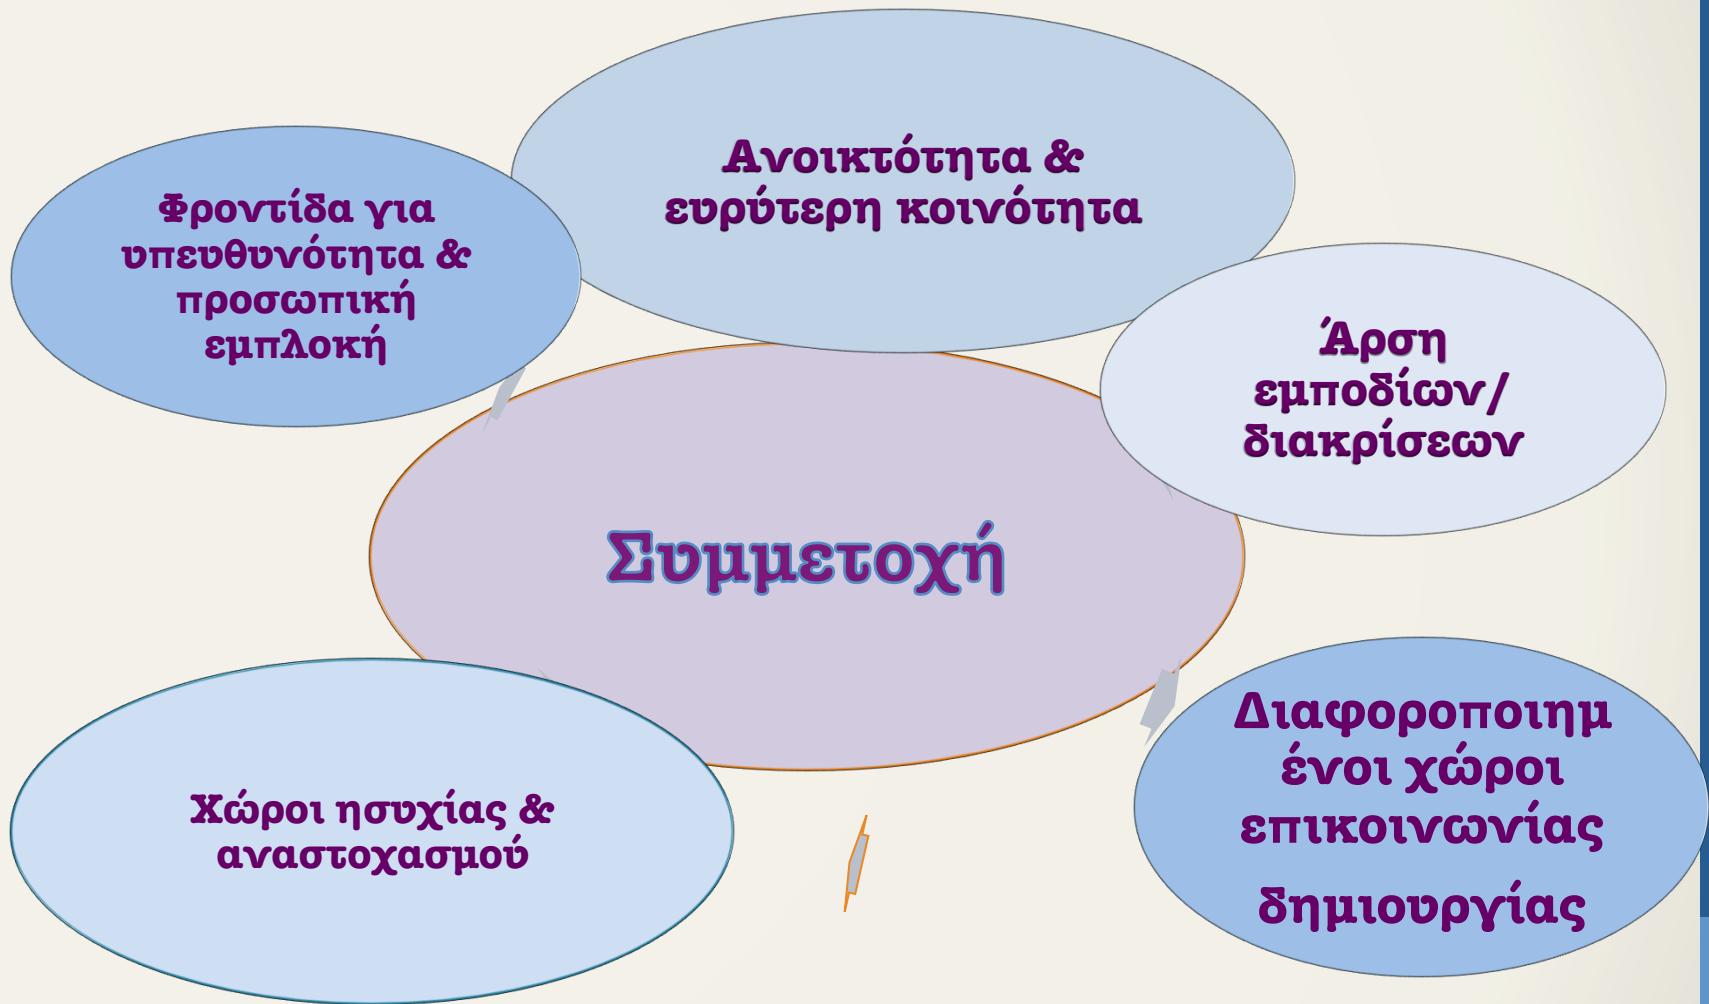 Ανοικτότητα &
ευρύτερη κοινότητα
Φροντίδα για
υπευθυνότητα &
προσωπική
εμπλοκή
Άρση
εμποδίων/
διακρίσεων
Συμμετοχή
Χώροι ησυχίας &
αναστοχασμού
Διαφοροποιημ
ένοι χώροι
επικοινωνίας
δημιουργίας